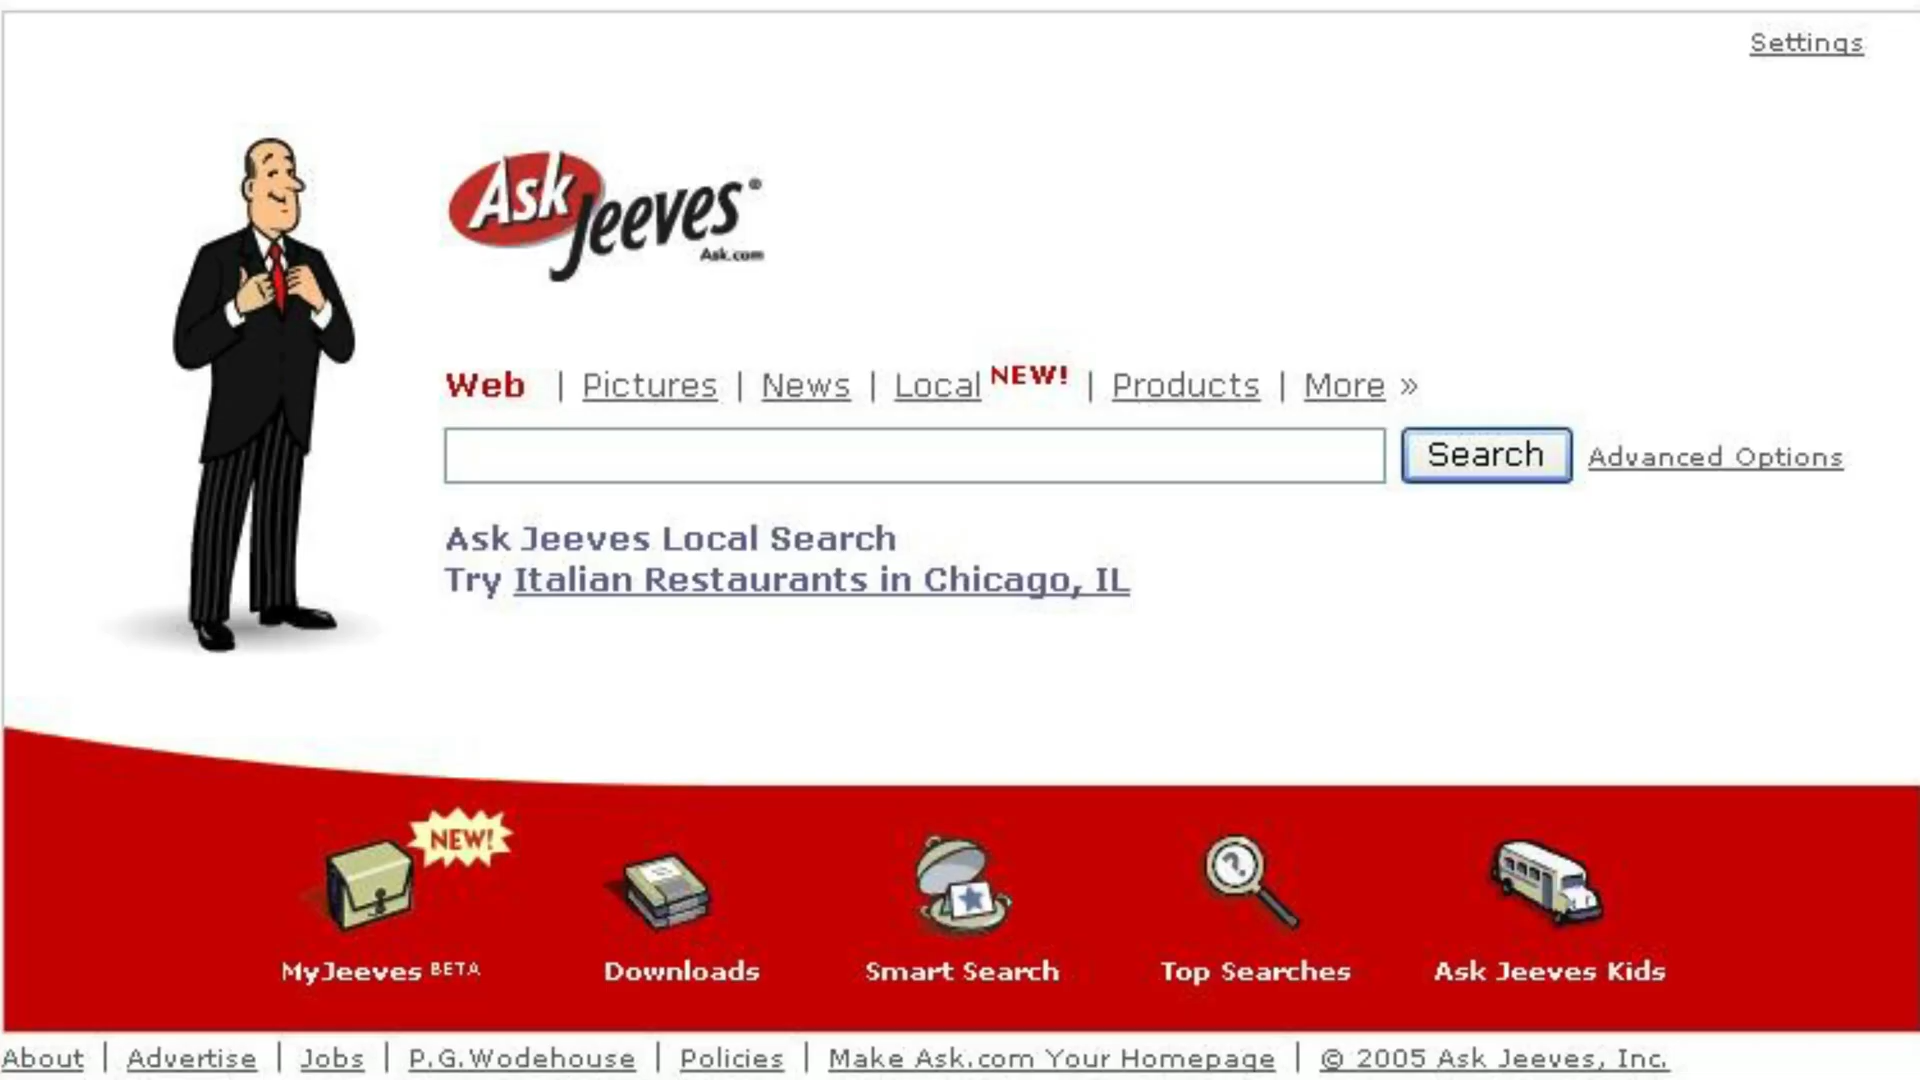 Settings
Ask Jeeves®
Ask.com
Web | Pictures | News | Local NEW! | Products | More »
Search Advanced Options
Ask Jeeves Local Search
Try Italian Restaurants in Chicago, IL
NEW!
MyJeeves BETA Downloads Smart Search Top Searches Ask Jeeves Kids
About | Advertise | Jobs | P.G.Wodehouse | Policies | Make Ask.com Your Homepage | © 2005 Ask Jeeves, Inc.